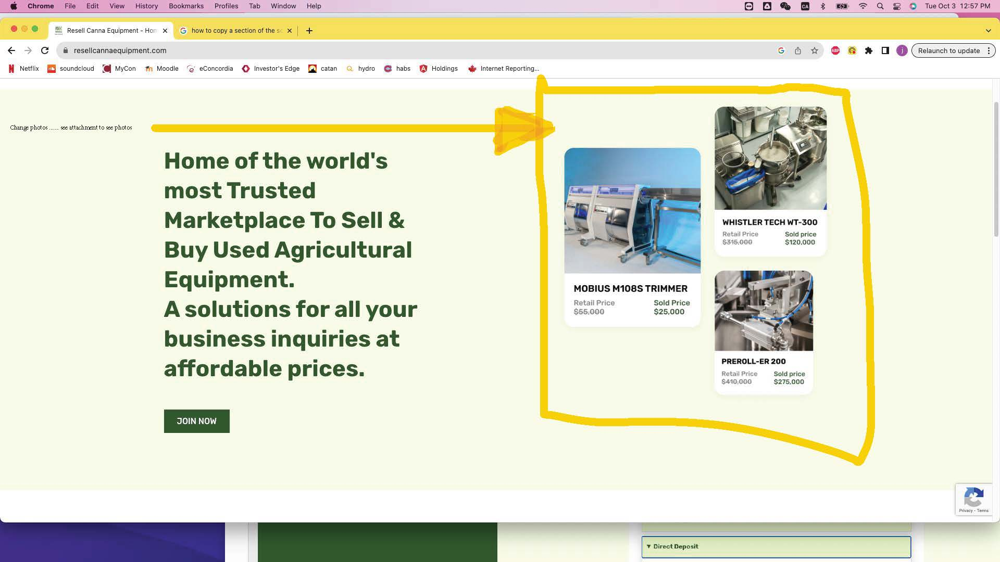 Chrome File Edit View History Bookmarks Profiles Tab Window Help
CA
Tue Oct 3 12:57 PM
Resell Canna Equipment - Hon
how to copy a section of the sc
resellcannaequipment.com
ABP
j
Relaunch to update
Netflix soundcloud MyCon Moodle eConcordia Investor's Edge catan hydro habs Holdings Internet Reporting...
Change photos ....... see attachment to see photos
Home of the world's
most Trusted
Marketplace To Sell &
Buy Used Agricultural
Equipment.
A solutions for all your
business inquiries at
affordable prices.
JOIN NOW
MOBIUS M108S TRIMMER
Retail Price Sold Price
$55,000 $25,000
WHISTLER TECH WT-300
Retail Price Sold price
$315,000 $120,000
PREROLL-ER 200
Retail Price Sold price
$410,000 $275,000
Privacy - Terms
Direct Deposit